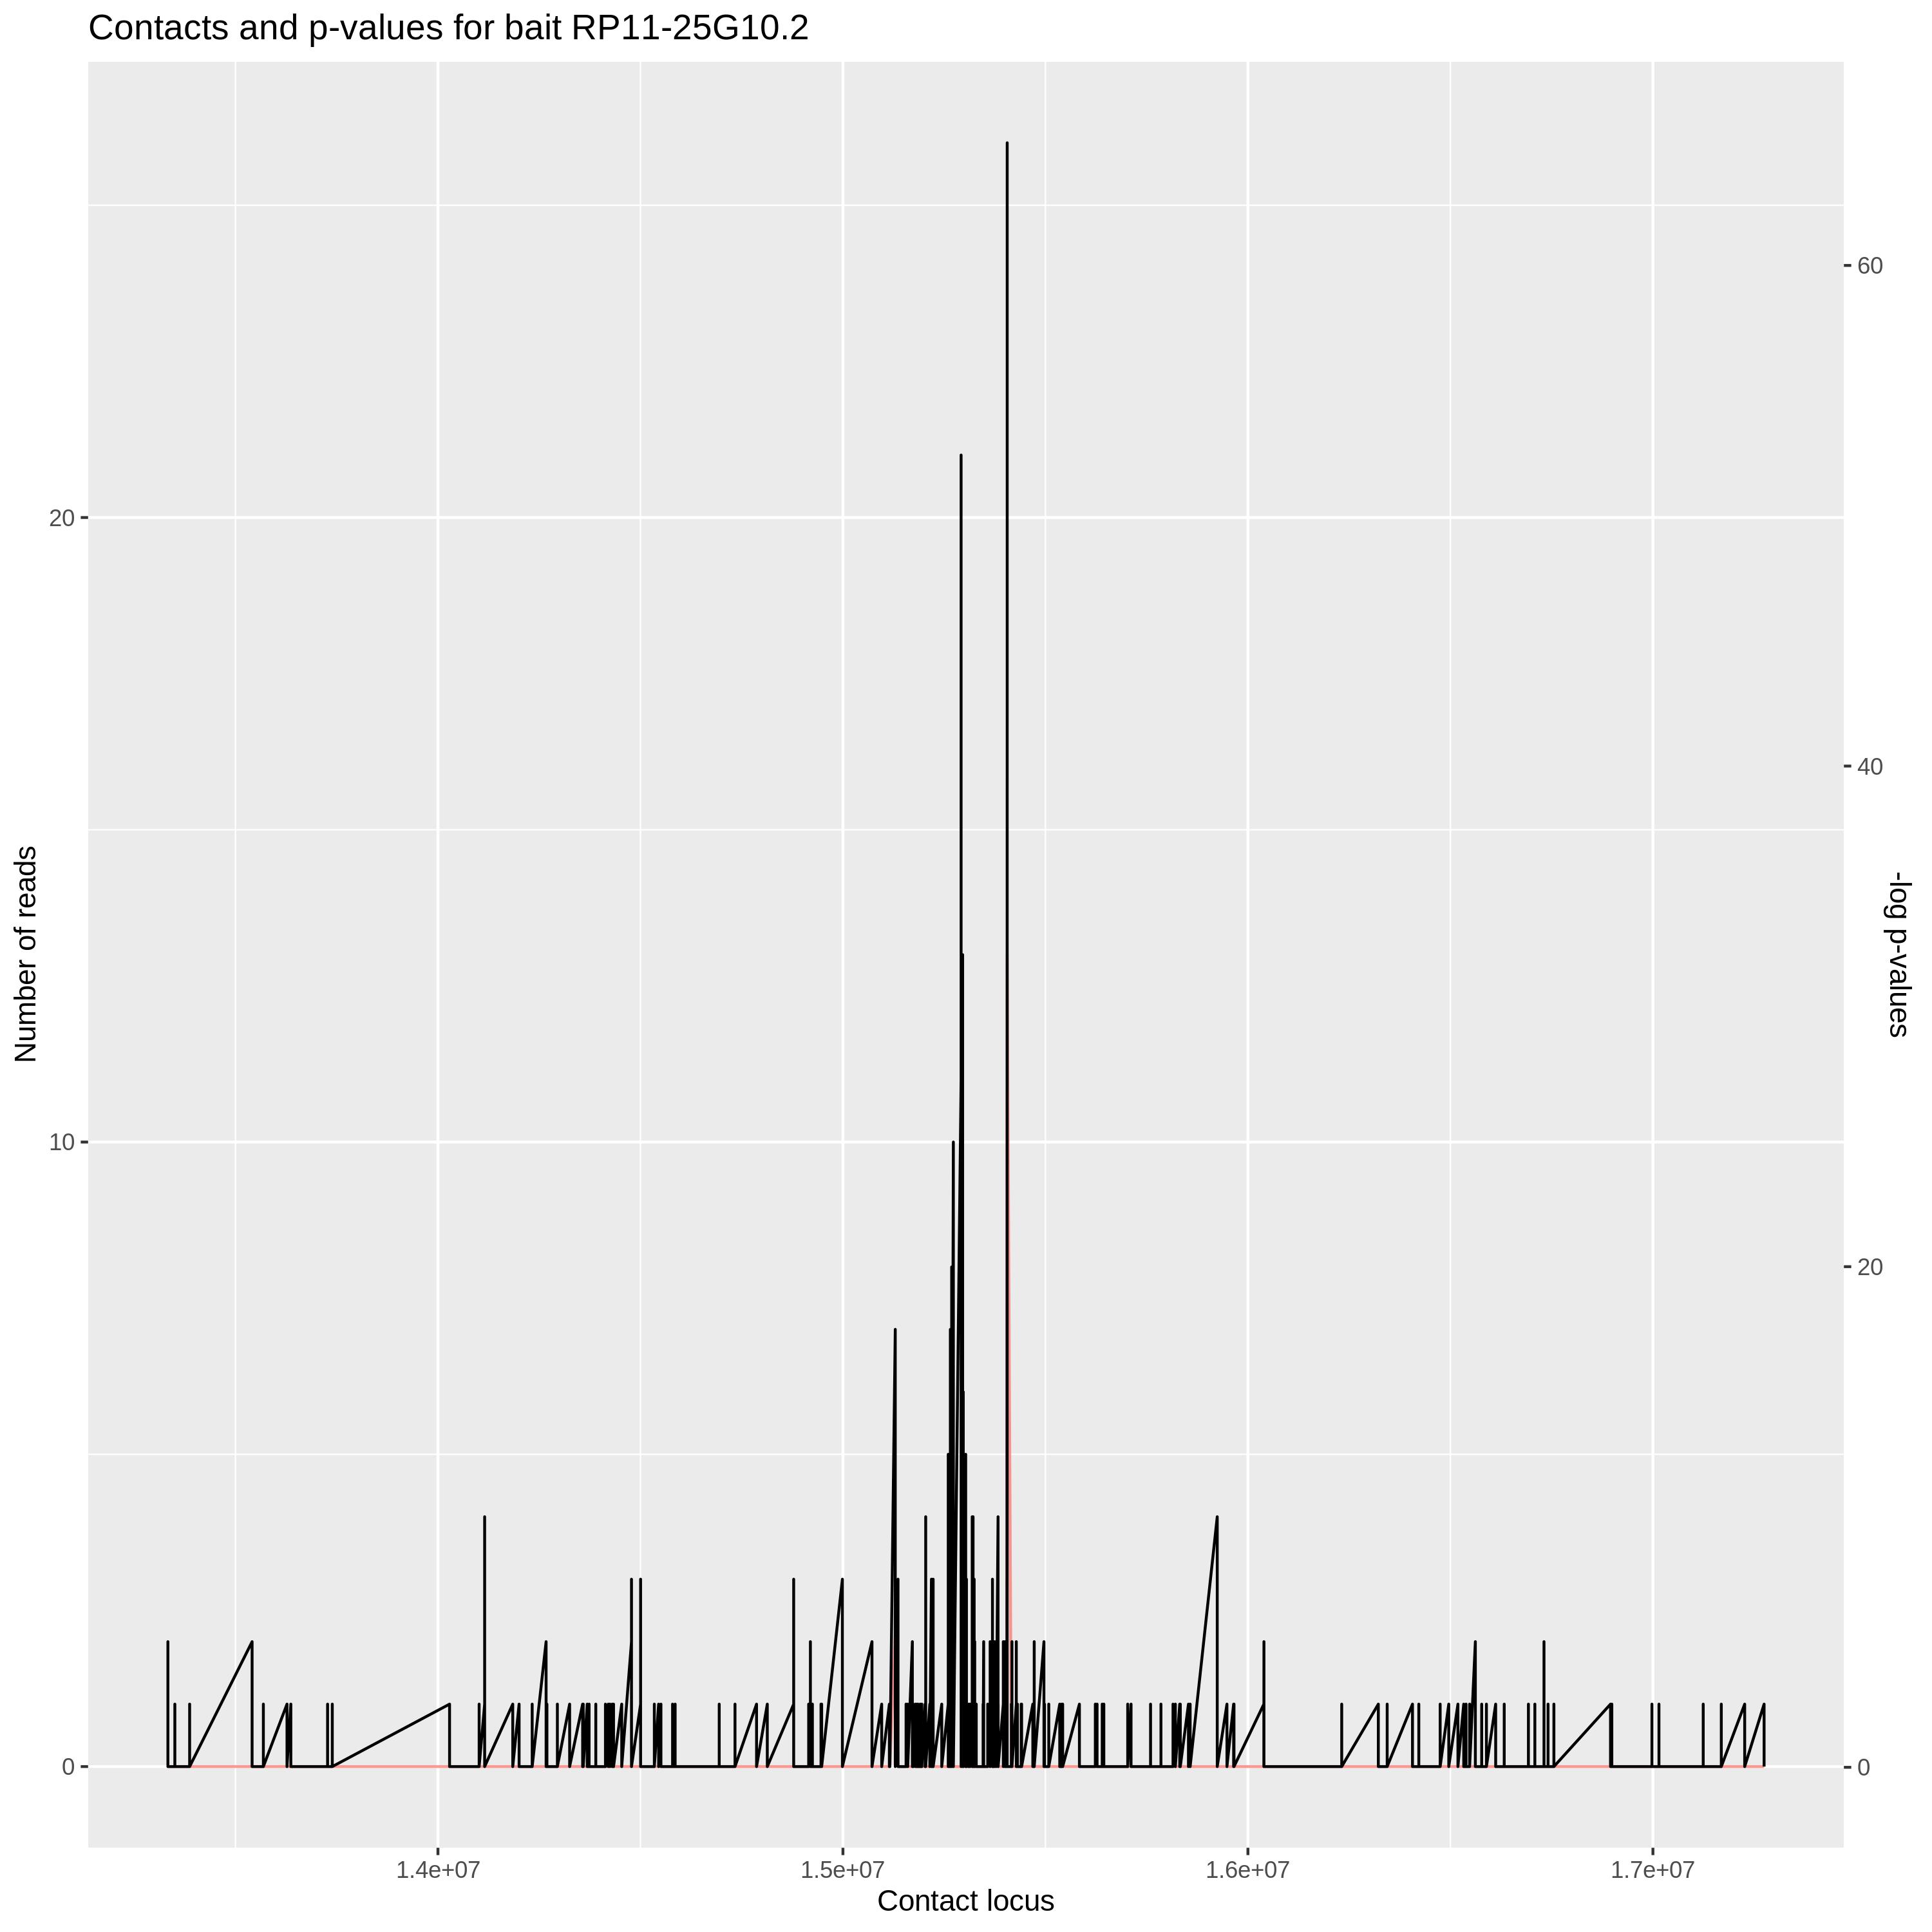 Contacts and p-values for bait RP11-25G10.2
60
20
40
Number of reads
-log p-values
10
20
0
0
1.4e+07 1.5e+07 1.6e+07 1.7e+07
Contact locus